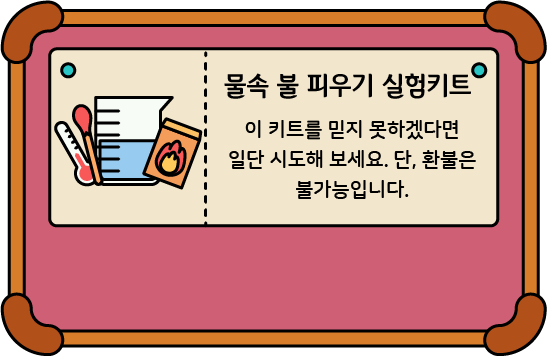 물속 불 피우기 실험키트
이 키트를 믿지 못하겠다면
일단 시도해 보세요. 단, 환불은
불가능입니다.